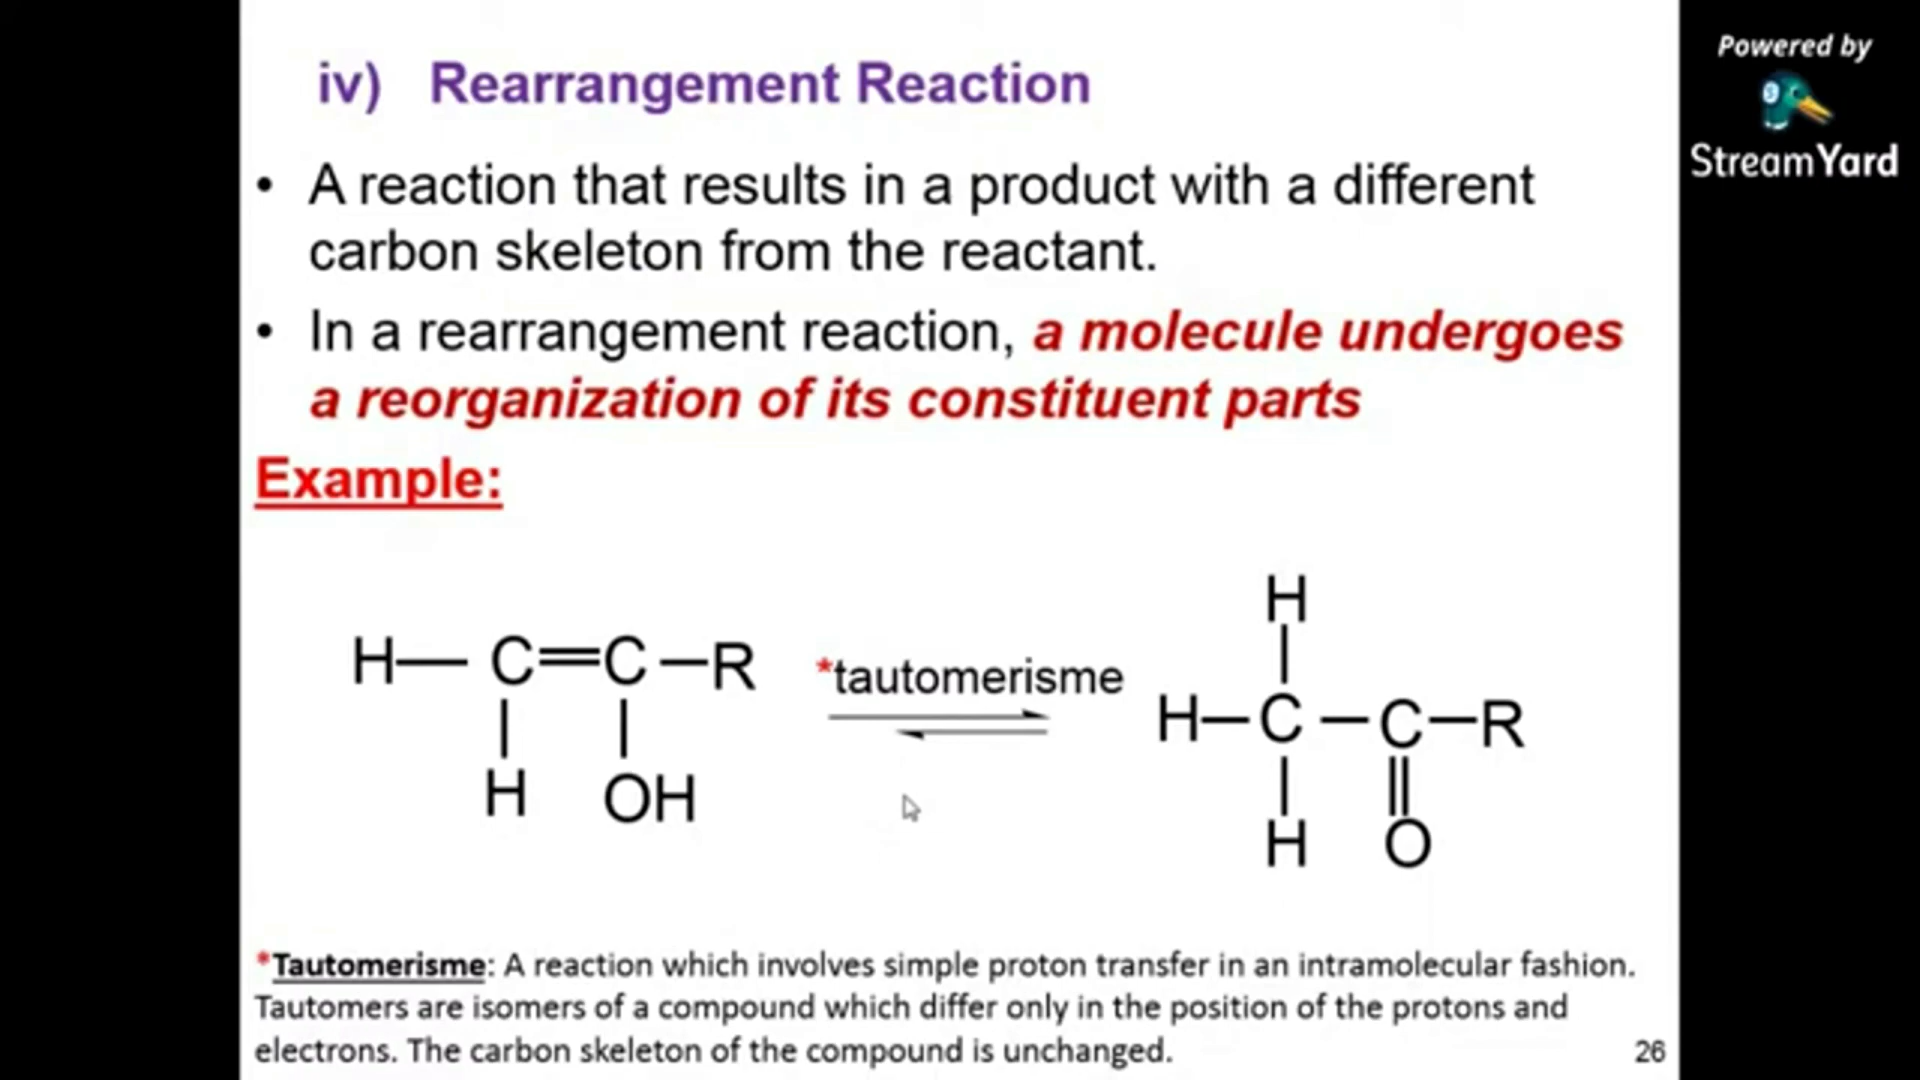 iv) Rearrangement Reaction
Powered by
StreamYard
• A reaction that results in a product with a different
carbon skeleton from the reactant.
• In a rearrangement reaction, a molecule undergoes
a reorganization of its constituent parts
Example:
H
H— C=C—R
*tautomerisme
H—C—C—R
H OH
H O
*Tautomerisme: A reaction which involves simple proton transfer in an intramolecular fashion.
Tautomers are isomers of a compound which differ only in the position of the protons and
electrons. The carbon skeleton of the compound is unchanged.
26